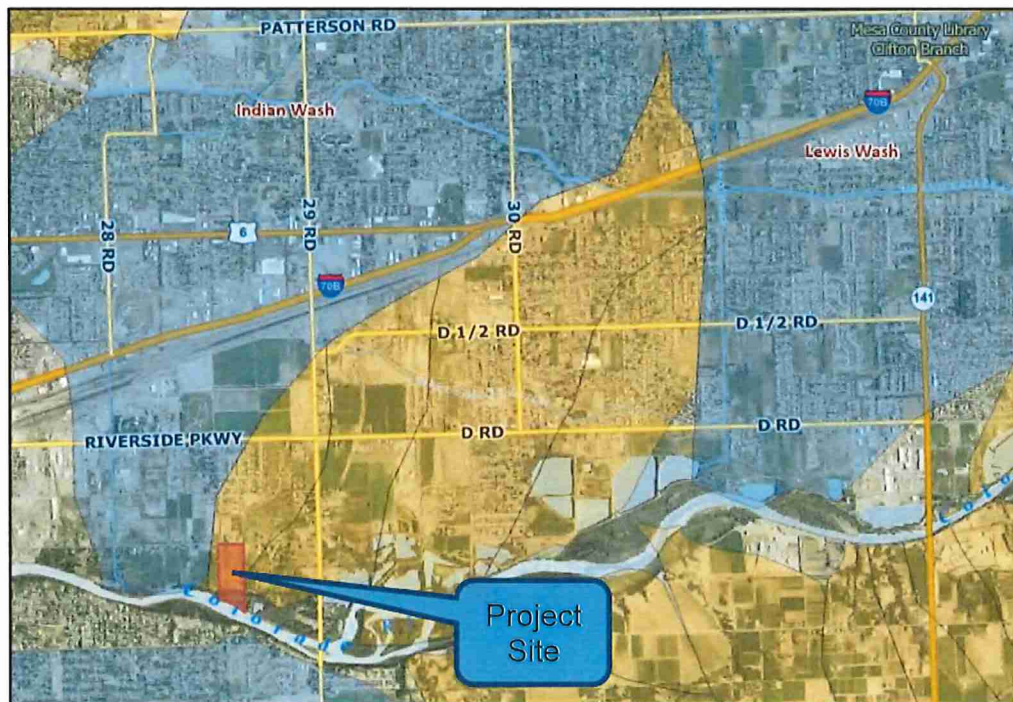 PATTERSON RD
Mesa County Library
Clifton Branch
70B
Indian Wash
Lewis Wash
28 RD
29 RD
30 RD
6
70B
141
D 1/2 RD
D 1/2 RD
RIVERSIDE PKWY
D RD
D RD
Colo
Colorado
R
Project
Site